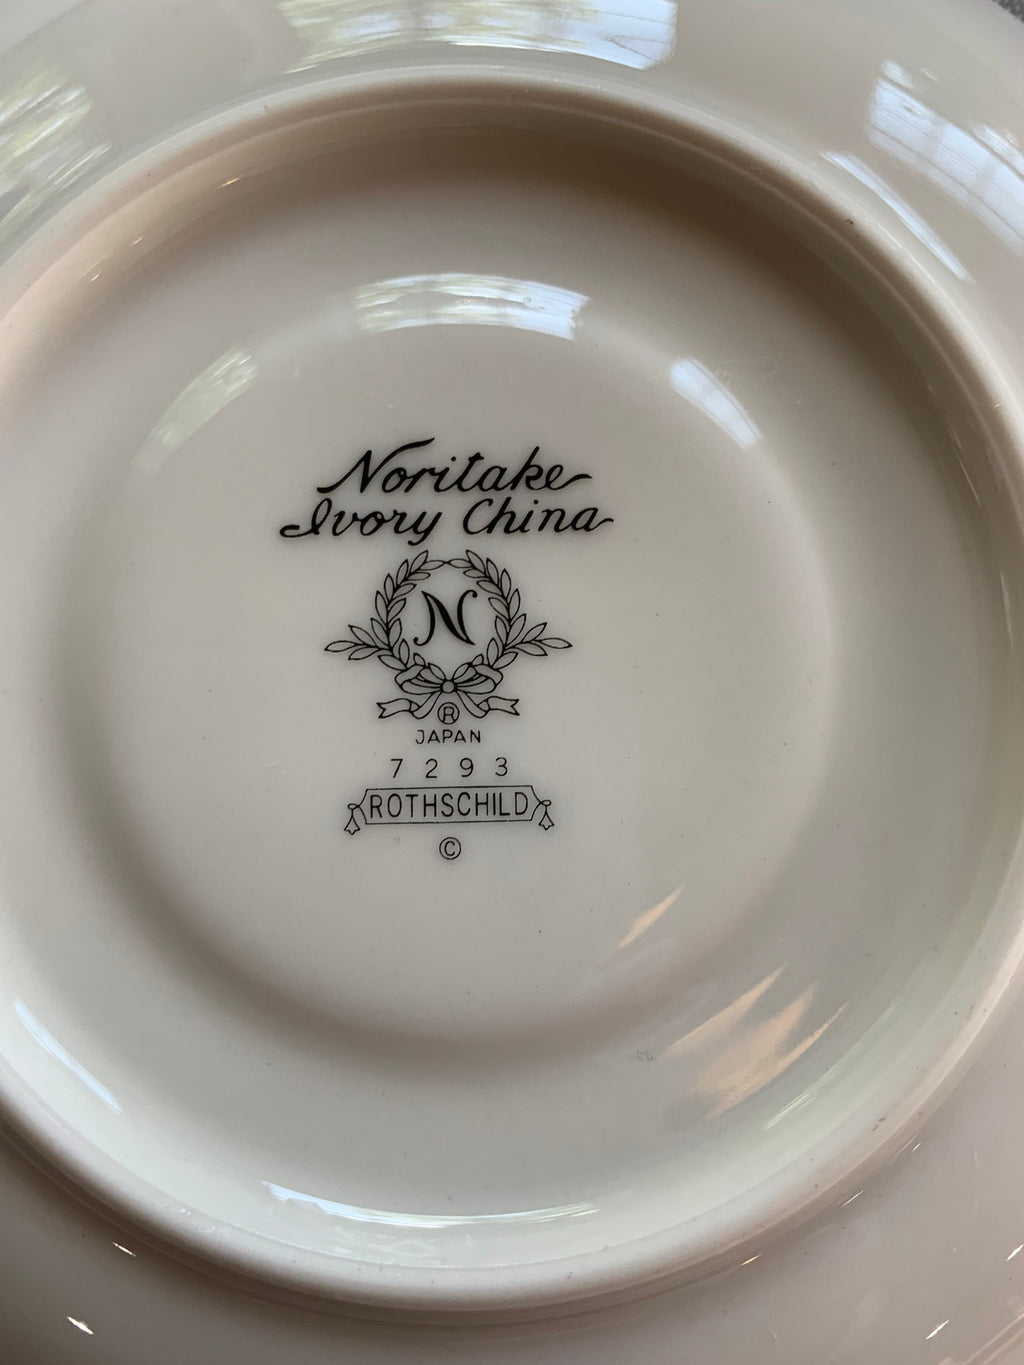 Noritake
Ivory China
N
®
JAPAN
7293
ROTHSCHILD
©